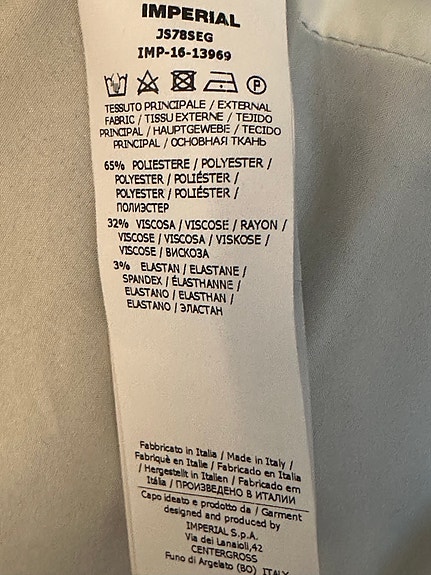 IMPERIAL
JS78SEG
IMP-16-13969
P
TESSUTO PRINCIPALE / EXTERNAL
FABRIC / TISSU EXTERNE / TEJIDO
PRINCIPAL / HAUPTGEWEBE / TECIDO
PRINCIPAL / ОСНОВНАЯ ТКАНЬ
65% POLIESTERE / POLYESTER /
POLYESTER / POLIÉSTER /
POLYESTER / POLIÉSTER /
ПОЛИЭСТЕР
32% VISCOSA / VISCOSE / RAYON /
VISCOSE / VISCOSA / VISKOSE /
VISCOSE / ВИСКОЗА
3% ELASTAN / ELASTANE /
SPANDEX / ÉLASTHANNE /
ELASTANO / ELASTHAN /
ELASTANO / ЭЛАСТАН
Fabbricato in Italia / Made in Italy /
Fabriquè en Italie / Fabricado en Italia
/ Hergestellt in Italien / Fabricado em
Itália / ПРОИЗВЕДЕНО В ИТАЛИИ
Capo ideato e prodotto da / Garment
designed and produced by
IMPERIAL S.p.A.
Via dei Lanaioli,42
CENTERGROSS
Funo di Argelato (BO) ITALY